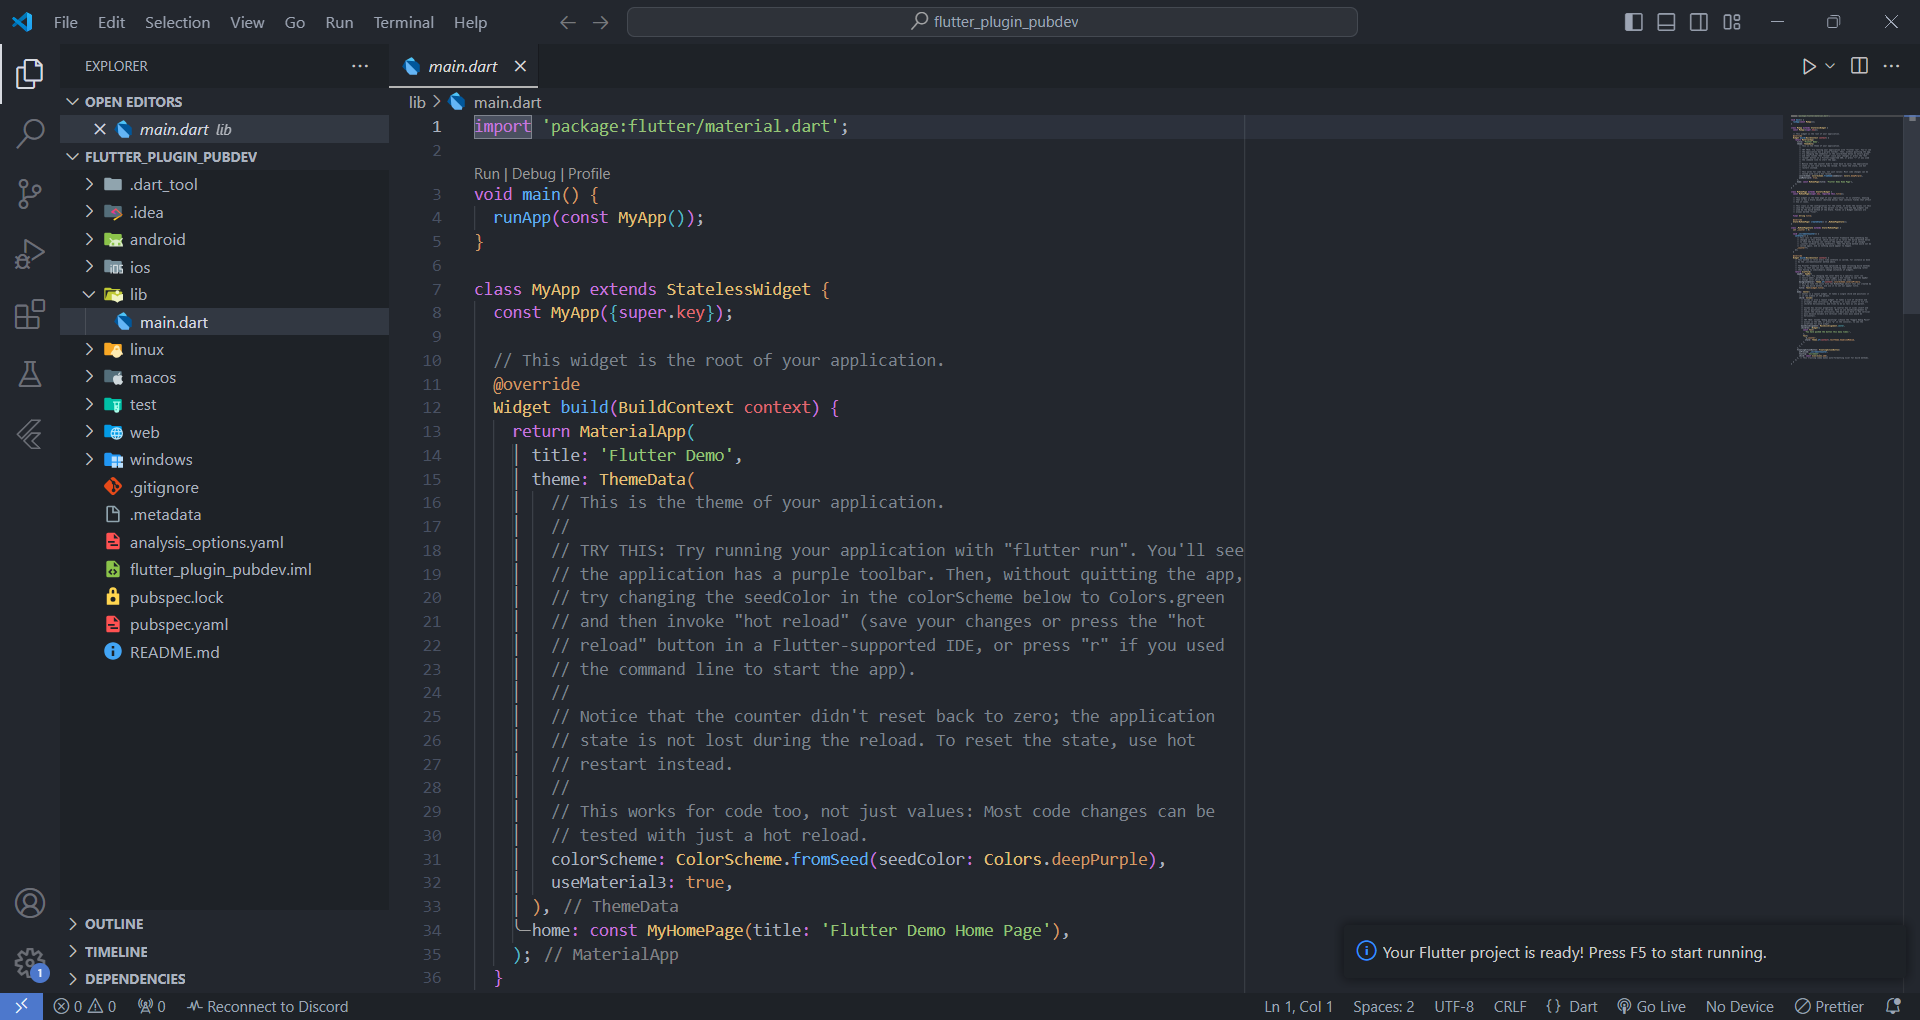 File Edit Selection View Go Run Terminal Help
flutter_plugin_pubdev
EXPLORER
OPEN EDITORS
main.dart lib
FLUTTER_PLUGIN_PUBDEV
.dart_tool
.idea
android
ios
lib
main.dart
linux
macos
test
web
windows
.gitignore
.metadata
analysis_options.yaml
flutter_plugin_pubdev.iml
pubspec.lock
pubspec.yaml
README.md
OUTLINE
TIMELINE
DEPENDENCIES
1
main.dart
lib > main.dart
1 import 'package:flutter/material.dart';
2
Run | Debug | Profile
3 void main() {
4 runApp(const MyApp());
5 }
6
7 class MyApp extends StatelessWidget {
8 const MyApp({super.key});
9
10 // This widget is the root of your application.
11 @override
12 Widget build(BuildContext context) {
13 return MaterialApp(
14 title: 'Flutter Demo',
15 theme: ThemeData(
16 // This is the theme of your application.
17 //
18 // TRY THIS: Try running your application with "flutter run". You'll see
19 // the application has a purple toolbar. Then, without quitting the app,
20 // try changing the seedColor in the colorScheme below to Colors.green
21 // and then invoke "hot reload" (save your changes or press the "hot
22 // reload" button in a Flutter-supported IDE, or press "r" if you used
23 // the command line to start the app).
24 //
25 // Notice that the counter didn't reset back to zero; the application
26 // state is not lost during the reload. To reset the state, use hot
27 // restart instead.
28 //
29 // This works for code too, not just values: Most code changes can be
30 // tested with just a hot reload.
31 colorScheme: ColorScheme.fromSeed(seedColor: Colors.deepPurple),
32 useMaterial3: true,
33 ), // ThemeData
34 home: const MyHomePage(title: 'Flutter Demo Home Page'),
35 ); // MaterialApp
36 }
Your Flutter project is ready! Press F5 to start running.
0 0 0 Reconnect to Discord
Ln 1, Col 1 Spaces: 2 UTF-8 CRLF {} Dart Go Live No Device Prettier